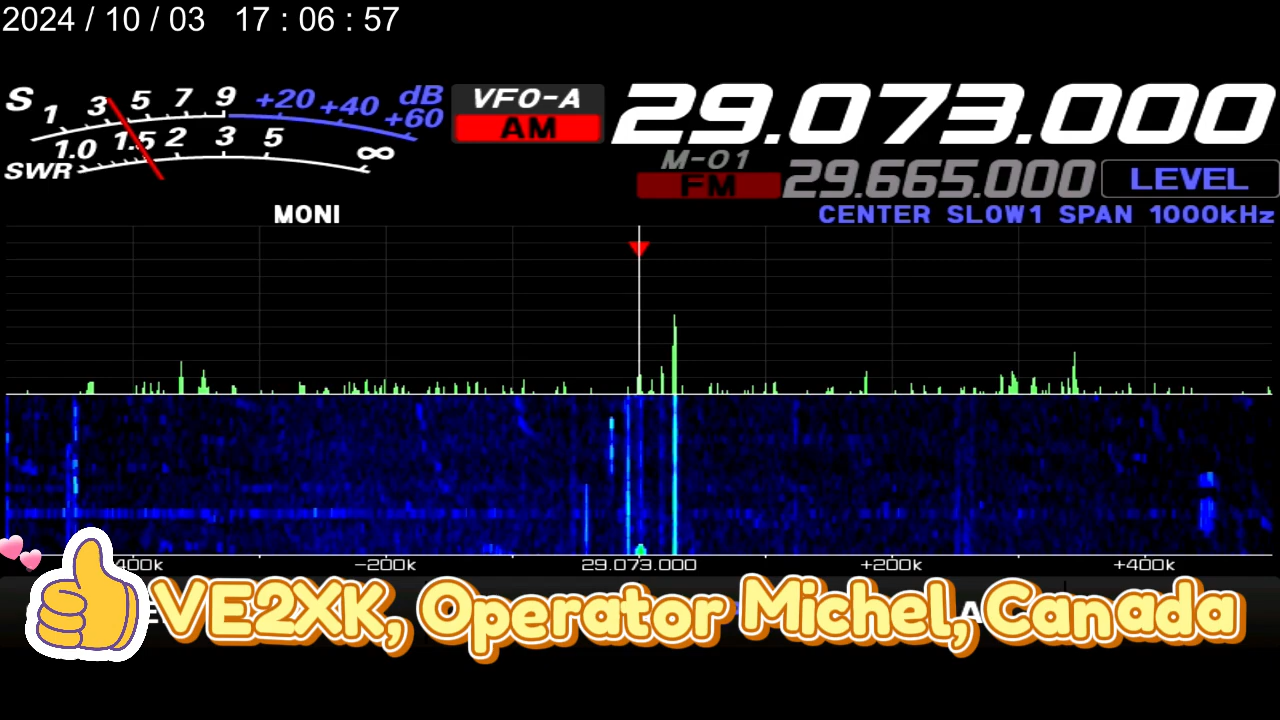 2024 / 10 / 03 17 : 06 : 57
S 1 3 5 7 9 +20 +40 +60 dB
SWR 1.0 1.5 2 3 5 ∞
VFO-A
AM
29.073.000
M-01
FM
29.665.000
LEVEL
MONI
CENTER SLOW1 SPAN 1000kHz
-200k 29.073.000 +200k +400k
VE2XK, Operator Michel, Canada